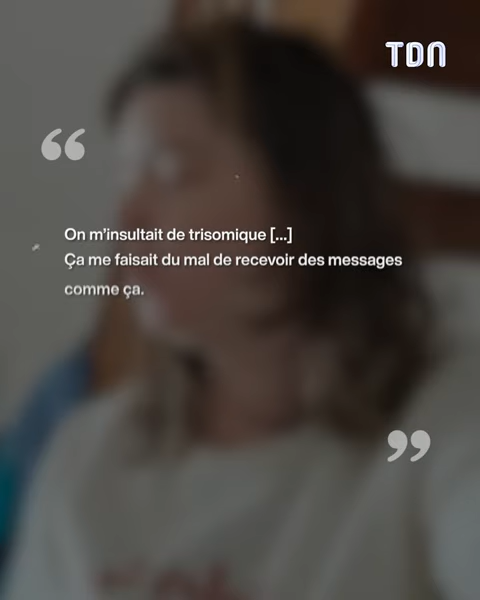 TDN
“
On m’insultait de trisomique [...]
Ça me faisait du mal de recevoir des messages
comme ça.
”